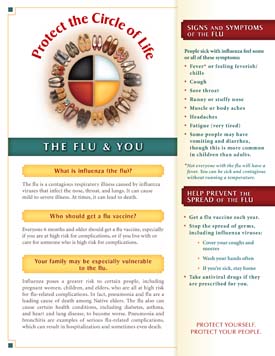 Protect the Circle of Life
THE FLU & YOU
What is influenza (the flu)?
The flu is a contagious respiratory illness caused by influenza
viruses that infect the nose, throat, and lungs. It can cause
mild to severe illness. At times, it can lead to death.
Who should get a flu vaccine?
Everyone 6 months and older should get a flu vaccine, especially
if you are at high risk for complications, or if you live with or
care for someone who is high risk for complications.
Your family may be especially vulnerable
to the flu.
Influenza poses a greater risk to certain people, including
pregnant women, children, and elders, who are all at high risk
for flu-related complications. In fact, pneumonia and flu are a
leading cause of death among Native elders. The flu also can
cause certain health conditions, including diabetes, asthma,
and heart and lung disease, to become worse. Pneumonia and
bronchitis are examples of serious flu-related complications,
which can result in hospitalization and sometimes even death.
SIGNS AND SYMPTOMS
OF THE FLU
People sick with influenza feel some
or all of these symptoms:
• Fever* or feeling feverish/
chills
• Cough
• Sore throat
• Runny or stuffy nose
• Muscle or body aches
• Headaches
• Fatigue (very tired)
• Some people may have
vomiting and diarrhea,
though this is more common
in children than adults.
*Not everyone with the flu will have a
fever. You can be sick and contagious
without running a temperature.
HELP PREVENT THE
SPREAD OF THE FLU
• Get a flu vaccine each year.
• Stop the spread of germs,
including influenza viruses:
• Cover your coughs and
sneezes
• Wash your hands often
• If you're sick, stay home
• Take antiviral drugs if they
are prescribed for you.
PROTECT YOURSELF.
PROTECT YOUR PEOPLE.